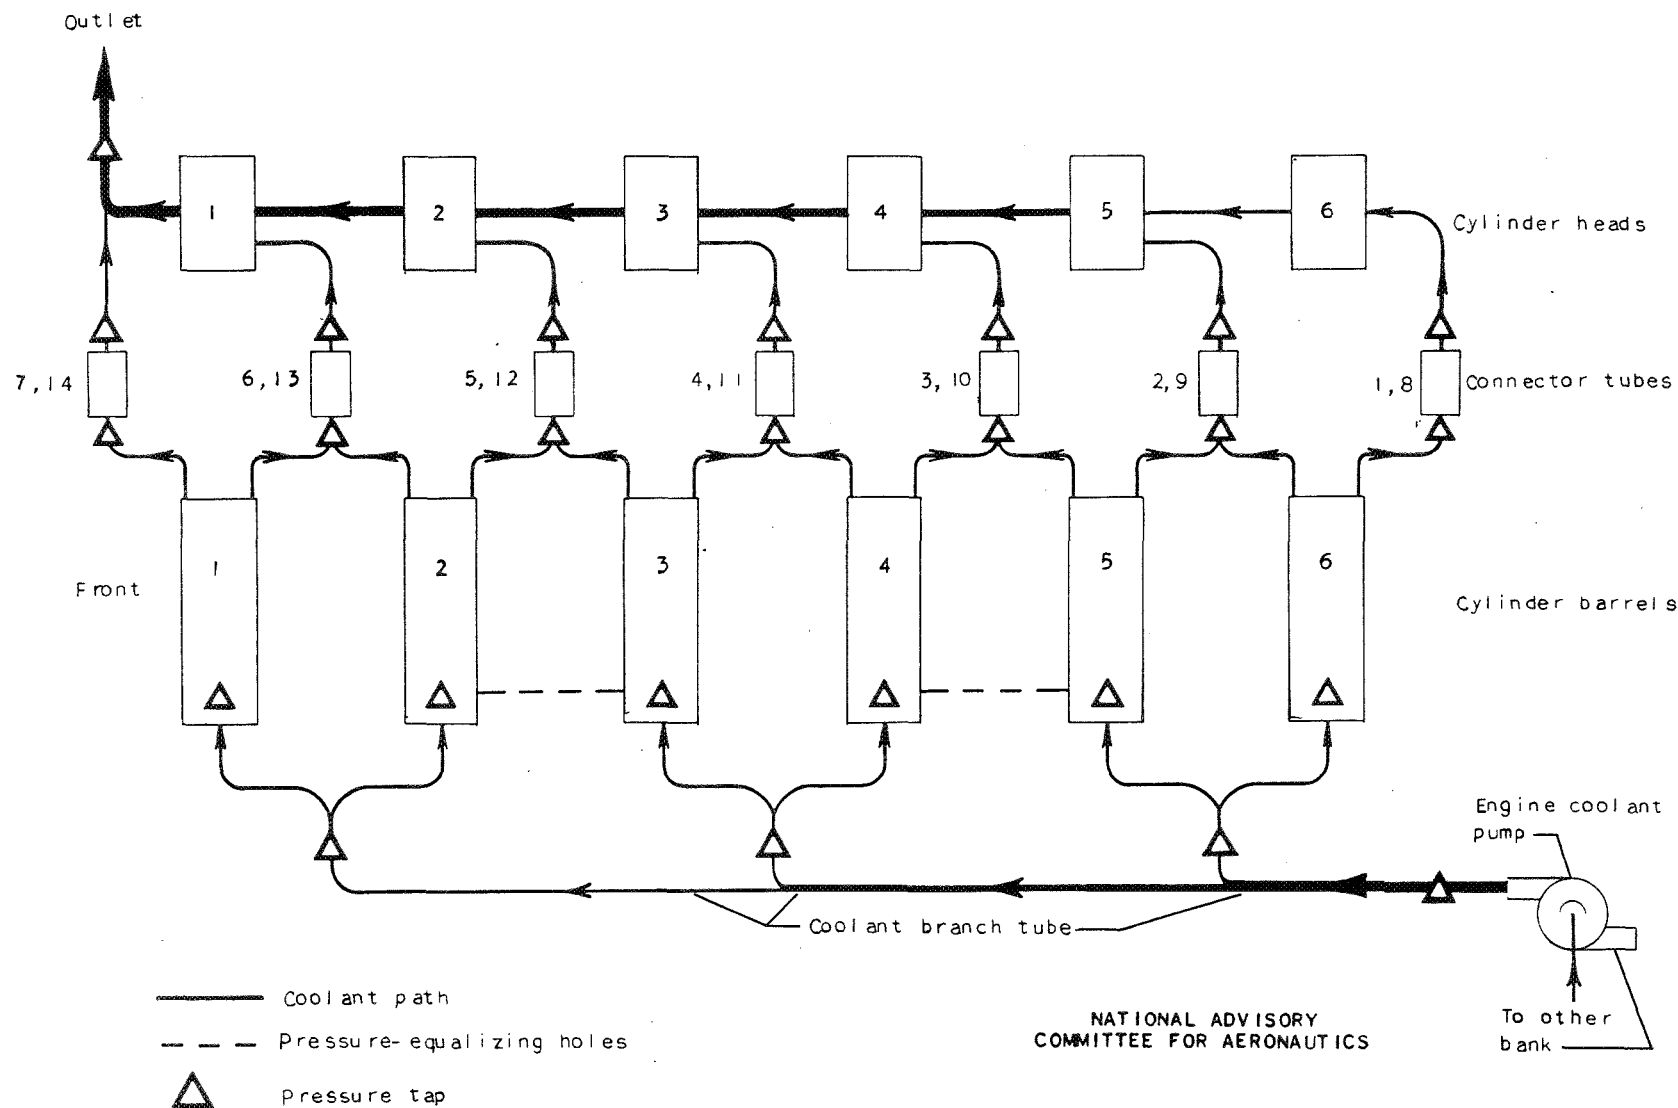 Outlet
1
2
3
4
5
6
Cylinder heads
7,14
6,13
5,12
4,11
3,10
2,9
1,8
Connector tubes
1
2
3
4
5
6
Front
Cylinder barrels
Engine coolant
pump
Coolant branch tube
Coolant path
Pressure-equalizing holes
Pressure tap
NATIONAL ADVISORY
COMMITTEE FOR AERONAUTICS
To other
bank